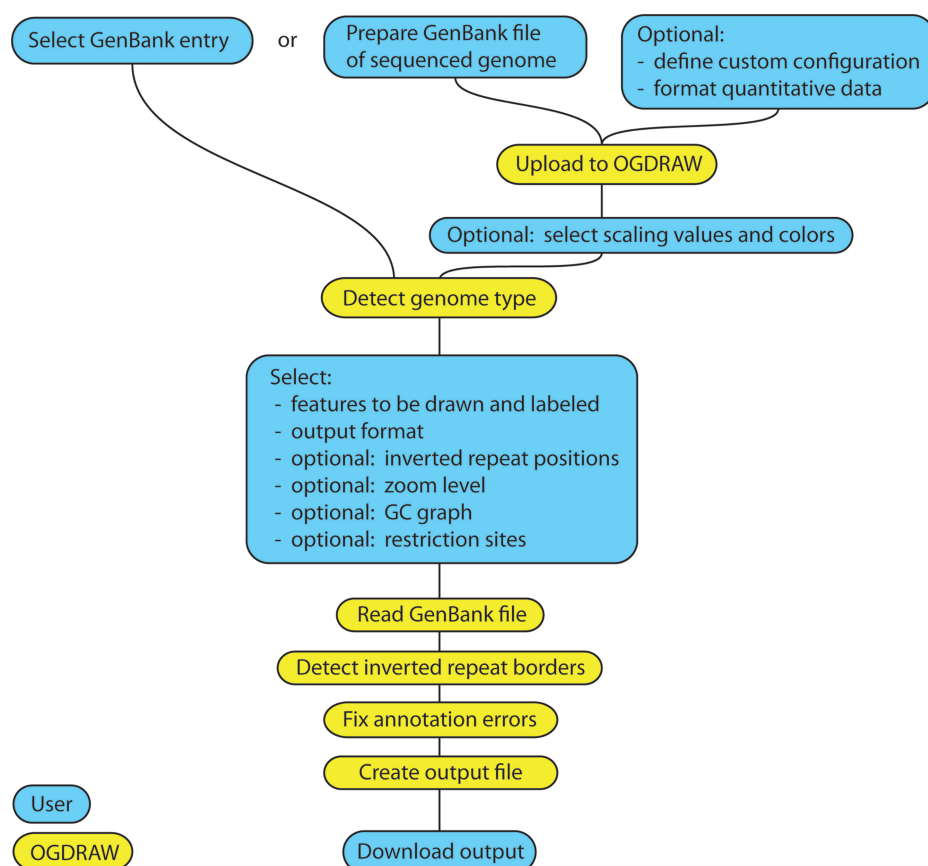 Select GenBank entry
or
Prepare GenBank file
of sequenced genome
Optional:
- define custom configuration
- format quantitative data
Upload to OGDRAW
Optional: select scaling values and colors
Detect genome type
Select:
- features to be drawn and labeled
- output format
- optional: inverted repeat positions
- optional: zoom level
- optional: GC graph
- optional: restriction sites
Read GenBank file
Detect inverted repeat borders
Fix annotation errors
Create output file
Download output
User
OGDRAW